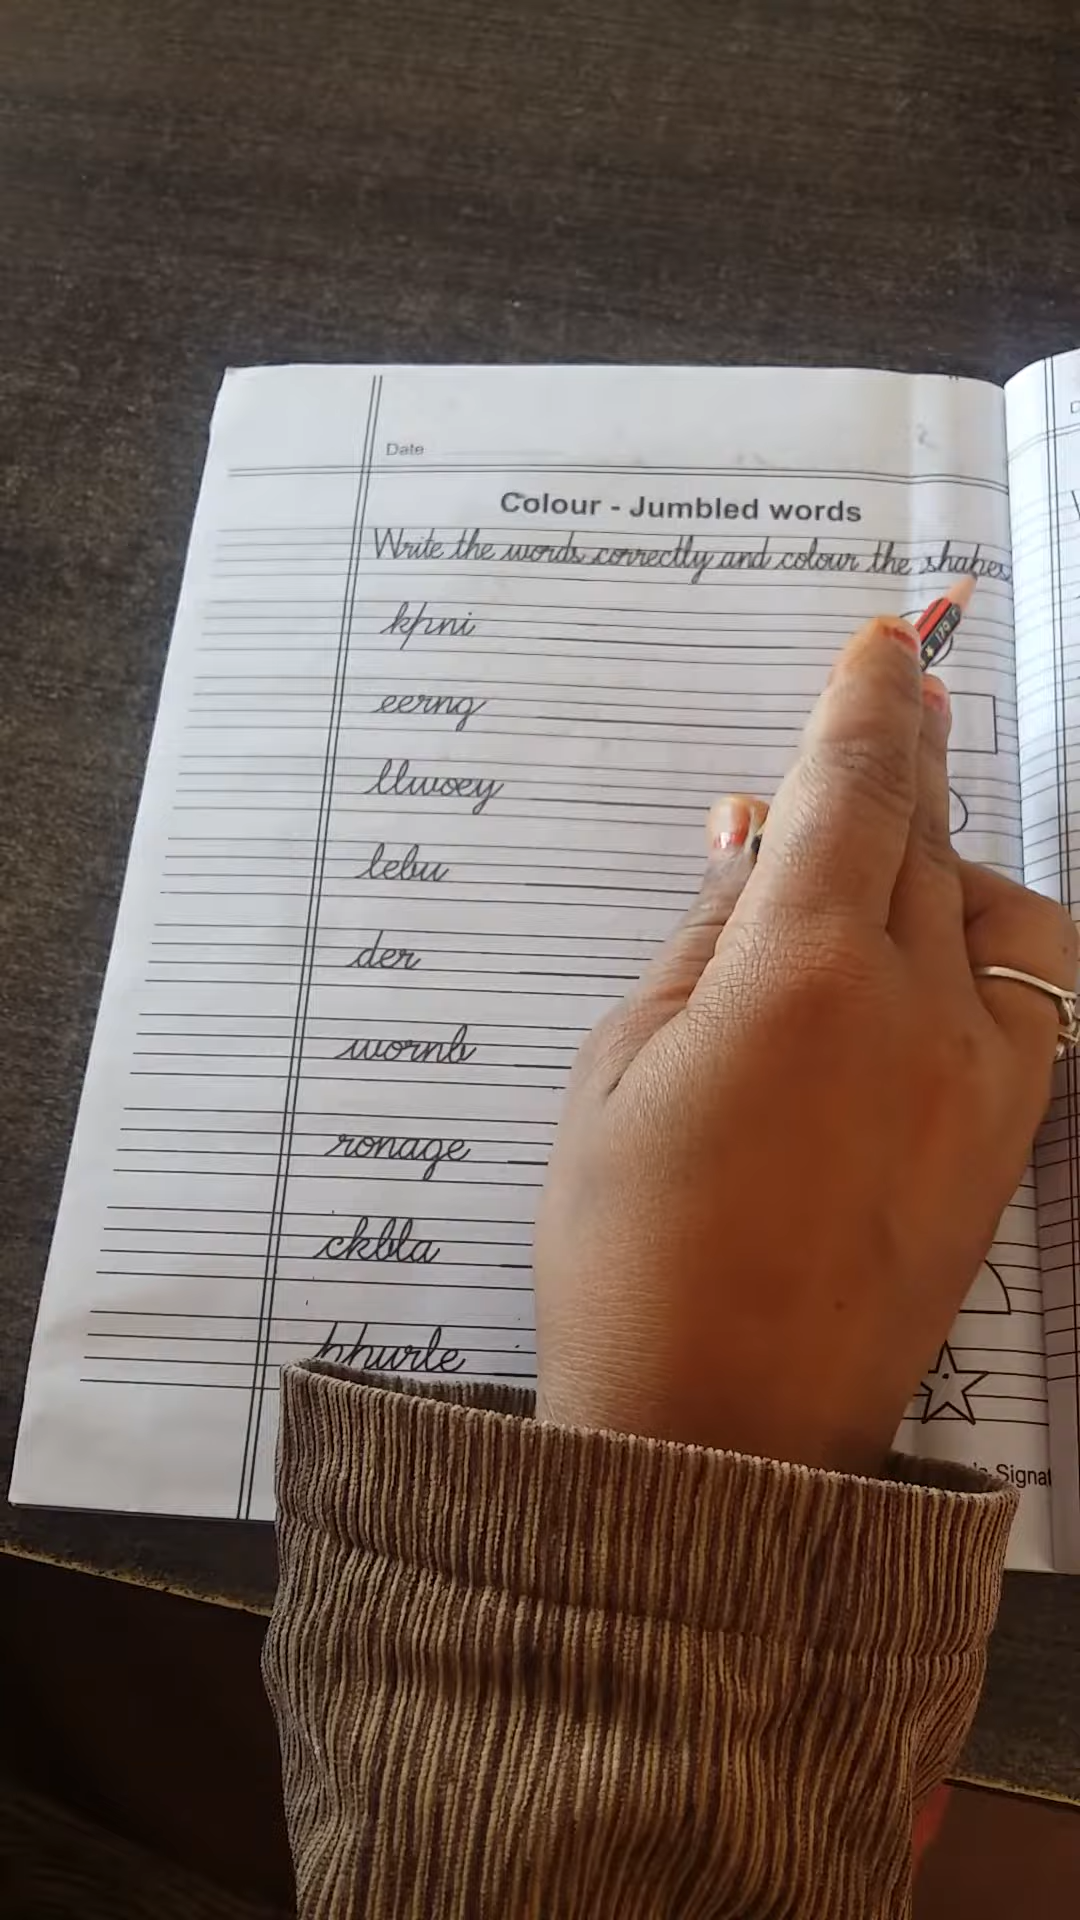 Date
Colour - Jumbled words
Write the words correctly and colour the shapes
kpni
eerng
llwoey
lebu
der
wornb
ronage
ckbla
phurle
's Signat